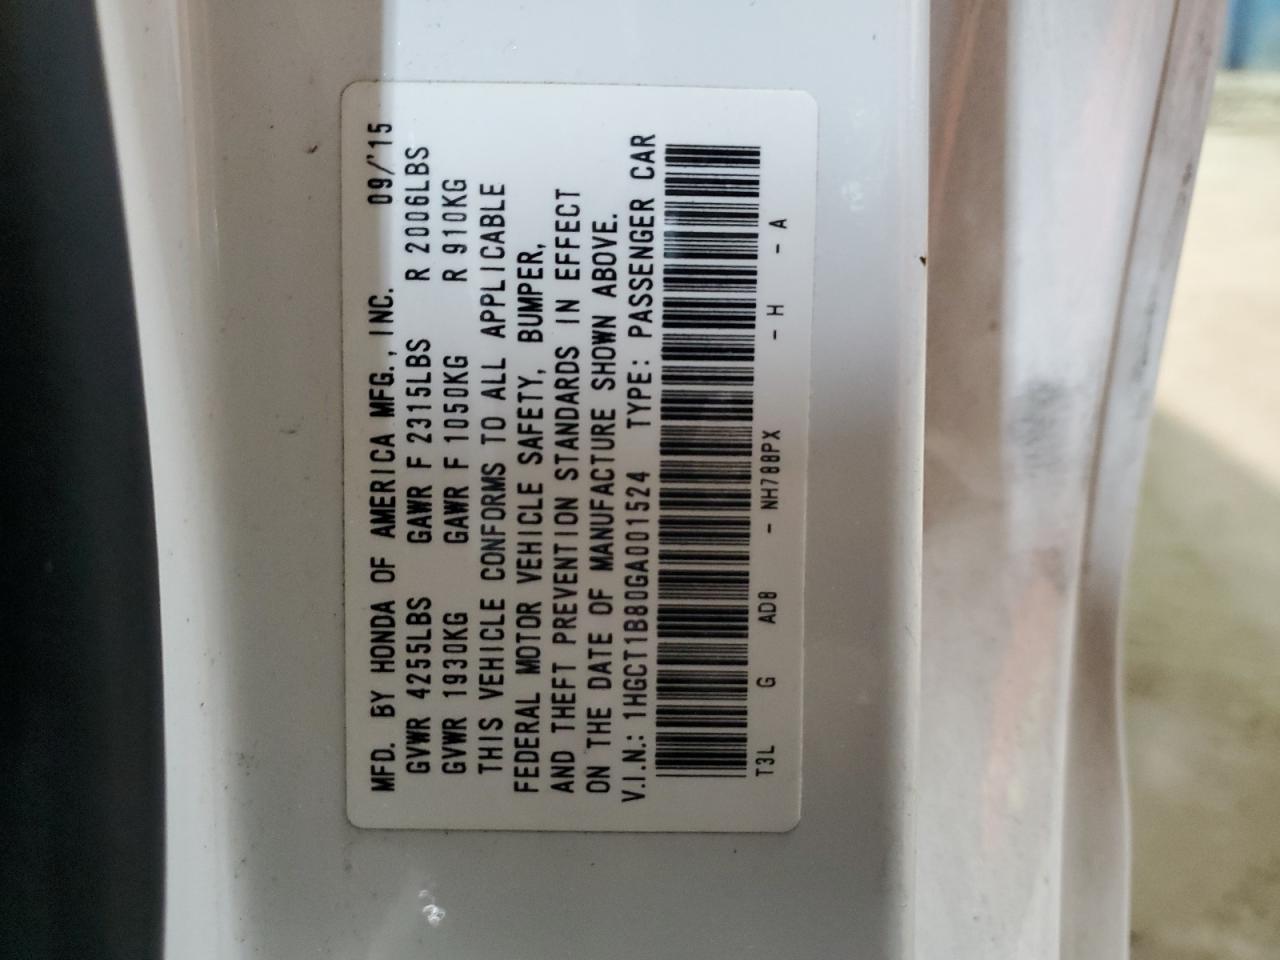 MFD. BY HONDA OF AMERICA MFG., INC. 09/'15
GVWR 4255LBS GAWR F 2315LBS R 2006LBS
GVWR 1930KG GAWR F 1050KG R 910KG
THIS VEHICLE CONFORMS TO ALL APPLICABLE
FEDERAL MOTOR VEHICLE SAFETY, BUMPER,
AND THEFT PREVENTION STANDARDS IN EFFECT
ON THE DATE OF MANUFACTURE SHOWN ABOVE.
V.I.N.: 1HGCT1B80GA001524 TYPE: PASSENGER CAR
T3L G AD8 - NH788PX - H - A